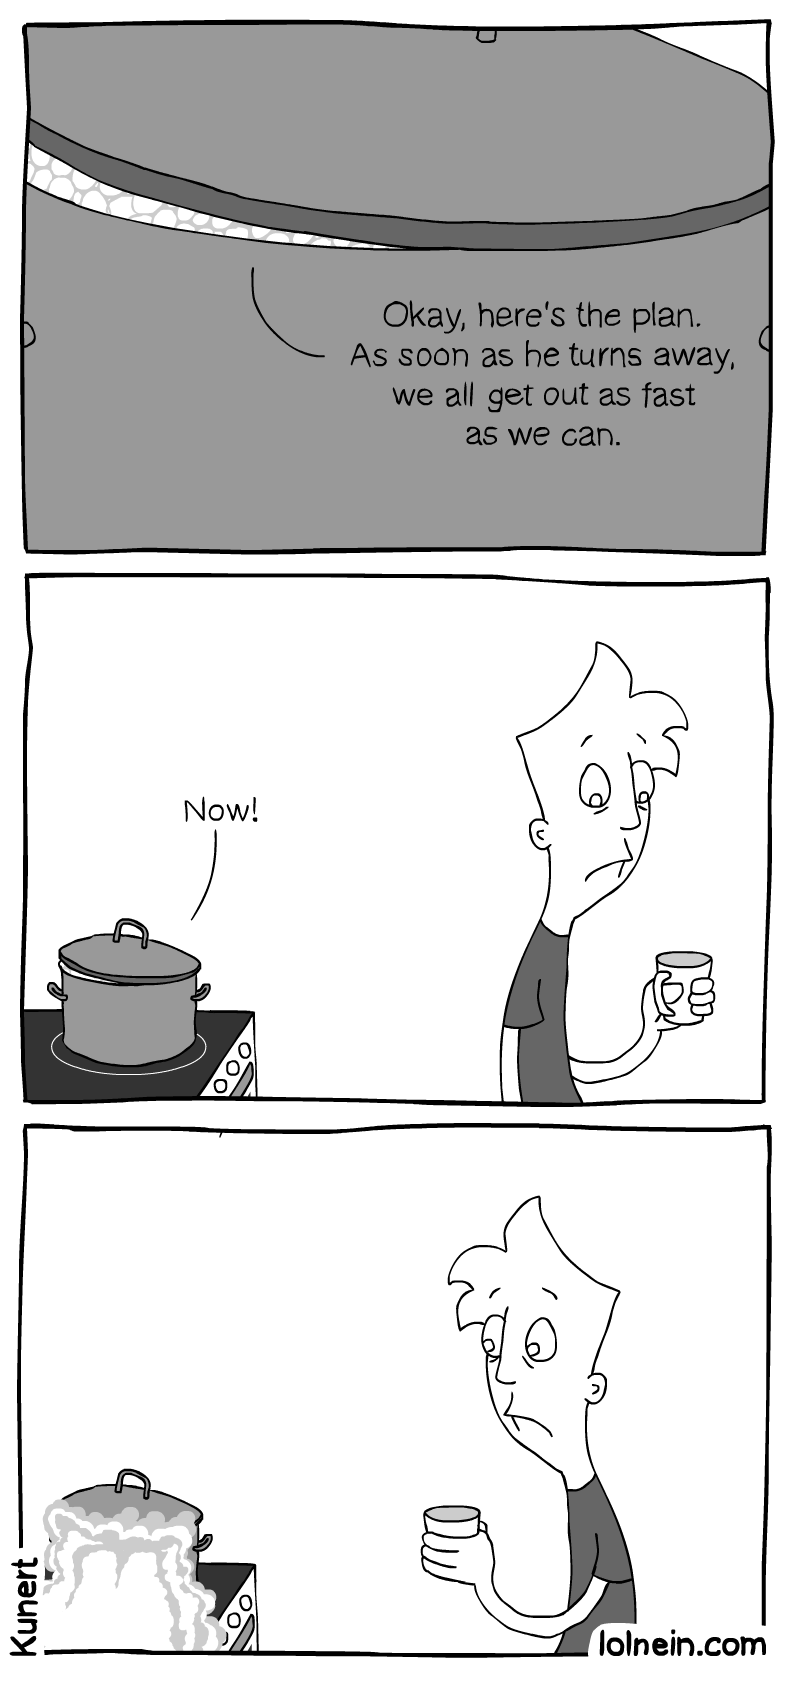 Okay, here's the plan.
As soon as he turns away,
we all get out as fast
as we can.
Now!
Kunert
lolnein.com